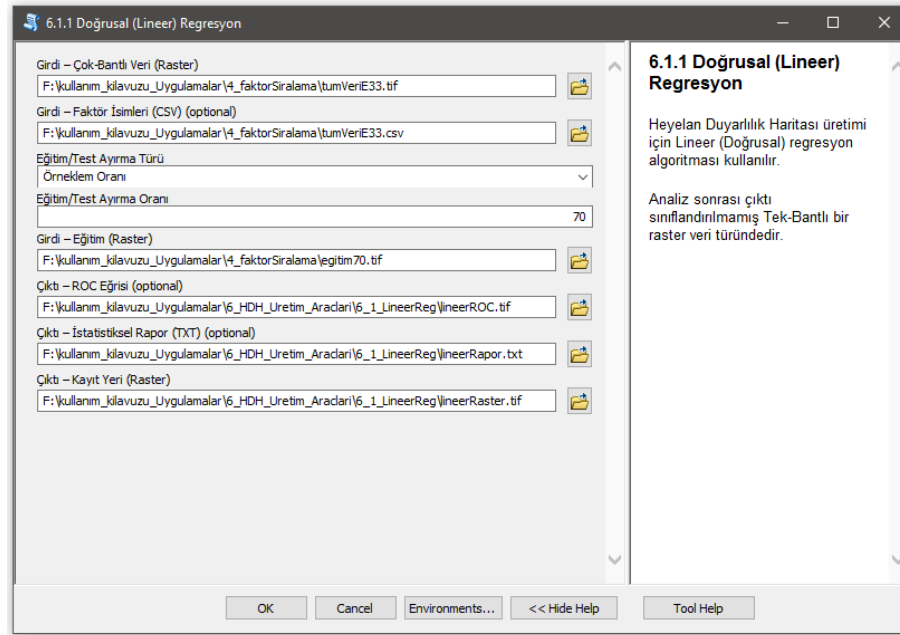 6.1.1 Doğrusal (Lineer) Regresyon
Girdi – Çok-Bantlı Veri (Raster)
F:\kullanım_kilavuzu_Uygulamalar\4_faktorSiralama\tumVeriE33.tif
Girdi – Faktör İsimleri (CSV) (optional)
F:\kullanım_kilavuzu_Uygulamalar\4_faktorSiralama\tumVeriE33.csv
Eğitim/Test Ayırma Türü
Örneklem Oranı
Eğitim/Test Ayırma Oranı
70
Girdi – Eğitim (Raster)
F:\kullanım_kilavuzu_Uygulamalar\4_faktorSiralama\egitim70.tif
Çıktı – ROC Eğrisi (optional)
F:\kullanım_kilavuzu_Uygulamalar\6_HDH_Uretim_Araclari\6_1_LineerReg\lineerROC.tif
Çıktı – İstatistiksel Rapor (TXT) (optional)
F:\kullanım_kilavuzu_Uygulamalar\6_HDH_Uretim_Araclari\6_1_LineerReg\lineerRapor.txt
Çıktı – Kayıt Yeri (Raster)
F:\kullanım_kilavuzu_Uygulamalar\6_HDH_Uretim_Araclari\6_1_LineerReg\lineerRaster.tif
6.1.1 Doğrusal (Lineer)
Regresyon
Heyelan Duyarlılık Haritası üretimi
için Lineer (Doğrusal) regresyon
algoritması kullanılır.
Analiz sonrası çıktı
sınıflandırılmamış Tek-Bantlı bir
raster veri türündedir.
OK
Cancel
Environments...
<< Hide Help
Tool Help